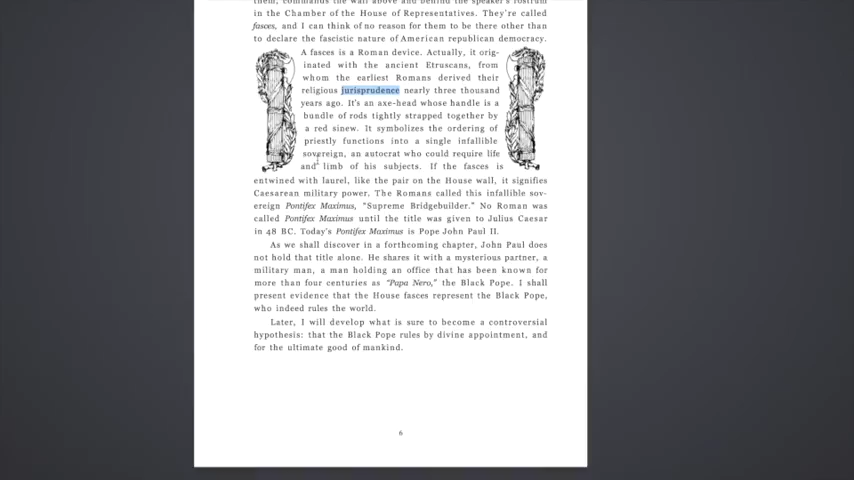 them, commands the wall above and behind the speaker's rostrum
in the Chamber of the House of Representatives. They're called
fasces, and I can think of no reason for them to be there other than
to declare the fascistic nature of American republican democracy.
A fasces is a Roman device. Actually, it orig-
inated with the ancient Etruscans, from
whom the earliest Romans derived their
religious jurisprudence nearly three thousand
years ago. It's an axe-head whose handle is a
bundle of rods tightly strapped together by
a red sinew. It symbolizes the ordering of
priestly functions into a single infallible
sovereign, an autocrat who could require life
and limb of his subjects. If the fasces is
entwined with laurel, like the pair on the House wall, it signifies
Caesarean military power. The Romans called this infallible sov-
ereign Pontifex Maximus, “Supreme Bridgebuilder.” No Roman was
called Pontifex Maximus until the title was given to Julius Caesar
in 48 BC. Today's Pontifex Maximus is Pope John Paul II.
As we shall discover in a forthcoming chapter, John Paul does
not hold that title alone. He shares it with a mysterious partner, a
military man, a man holding an office that has been known for
more than four centuries as “Papa Nero,” the Black Pope. I shall
present evidence that the House fasces represent the Black Pope,
who indeed rules the world.
Later, I will develop what is sure to become a controversial
hypothesis: that the Black Pope rules by divine appointment, and
for the ultimate good of mankind.
6